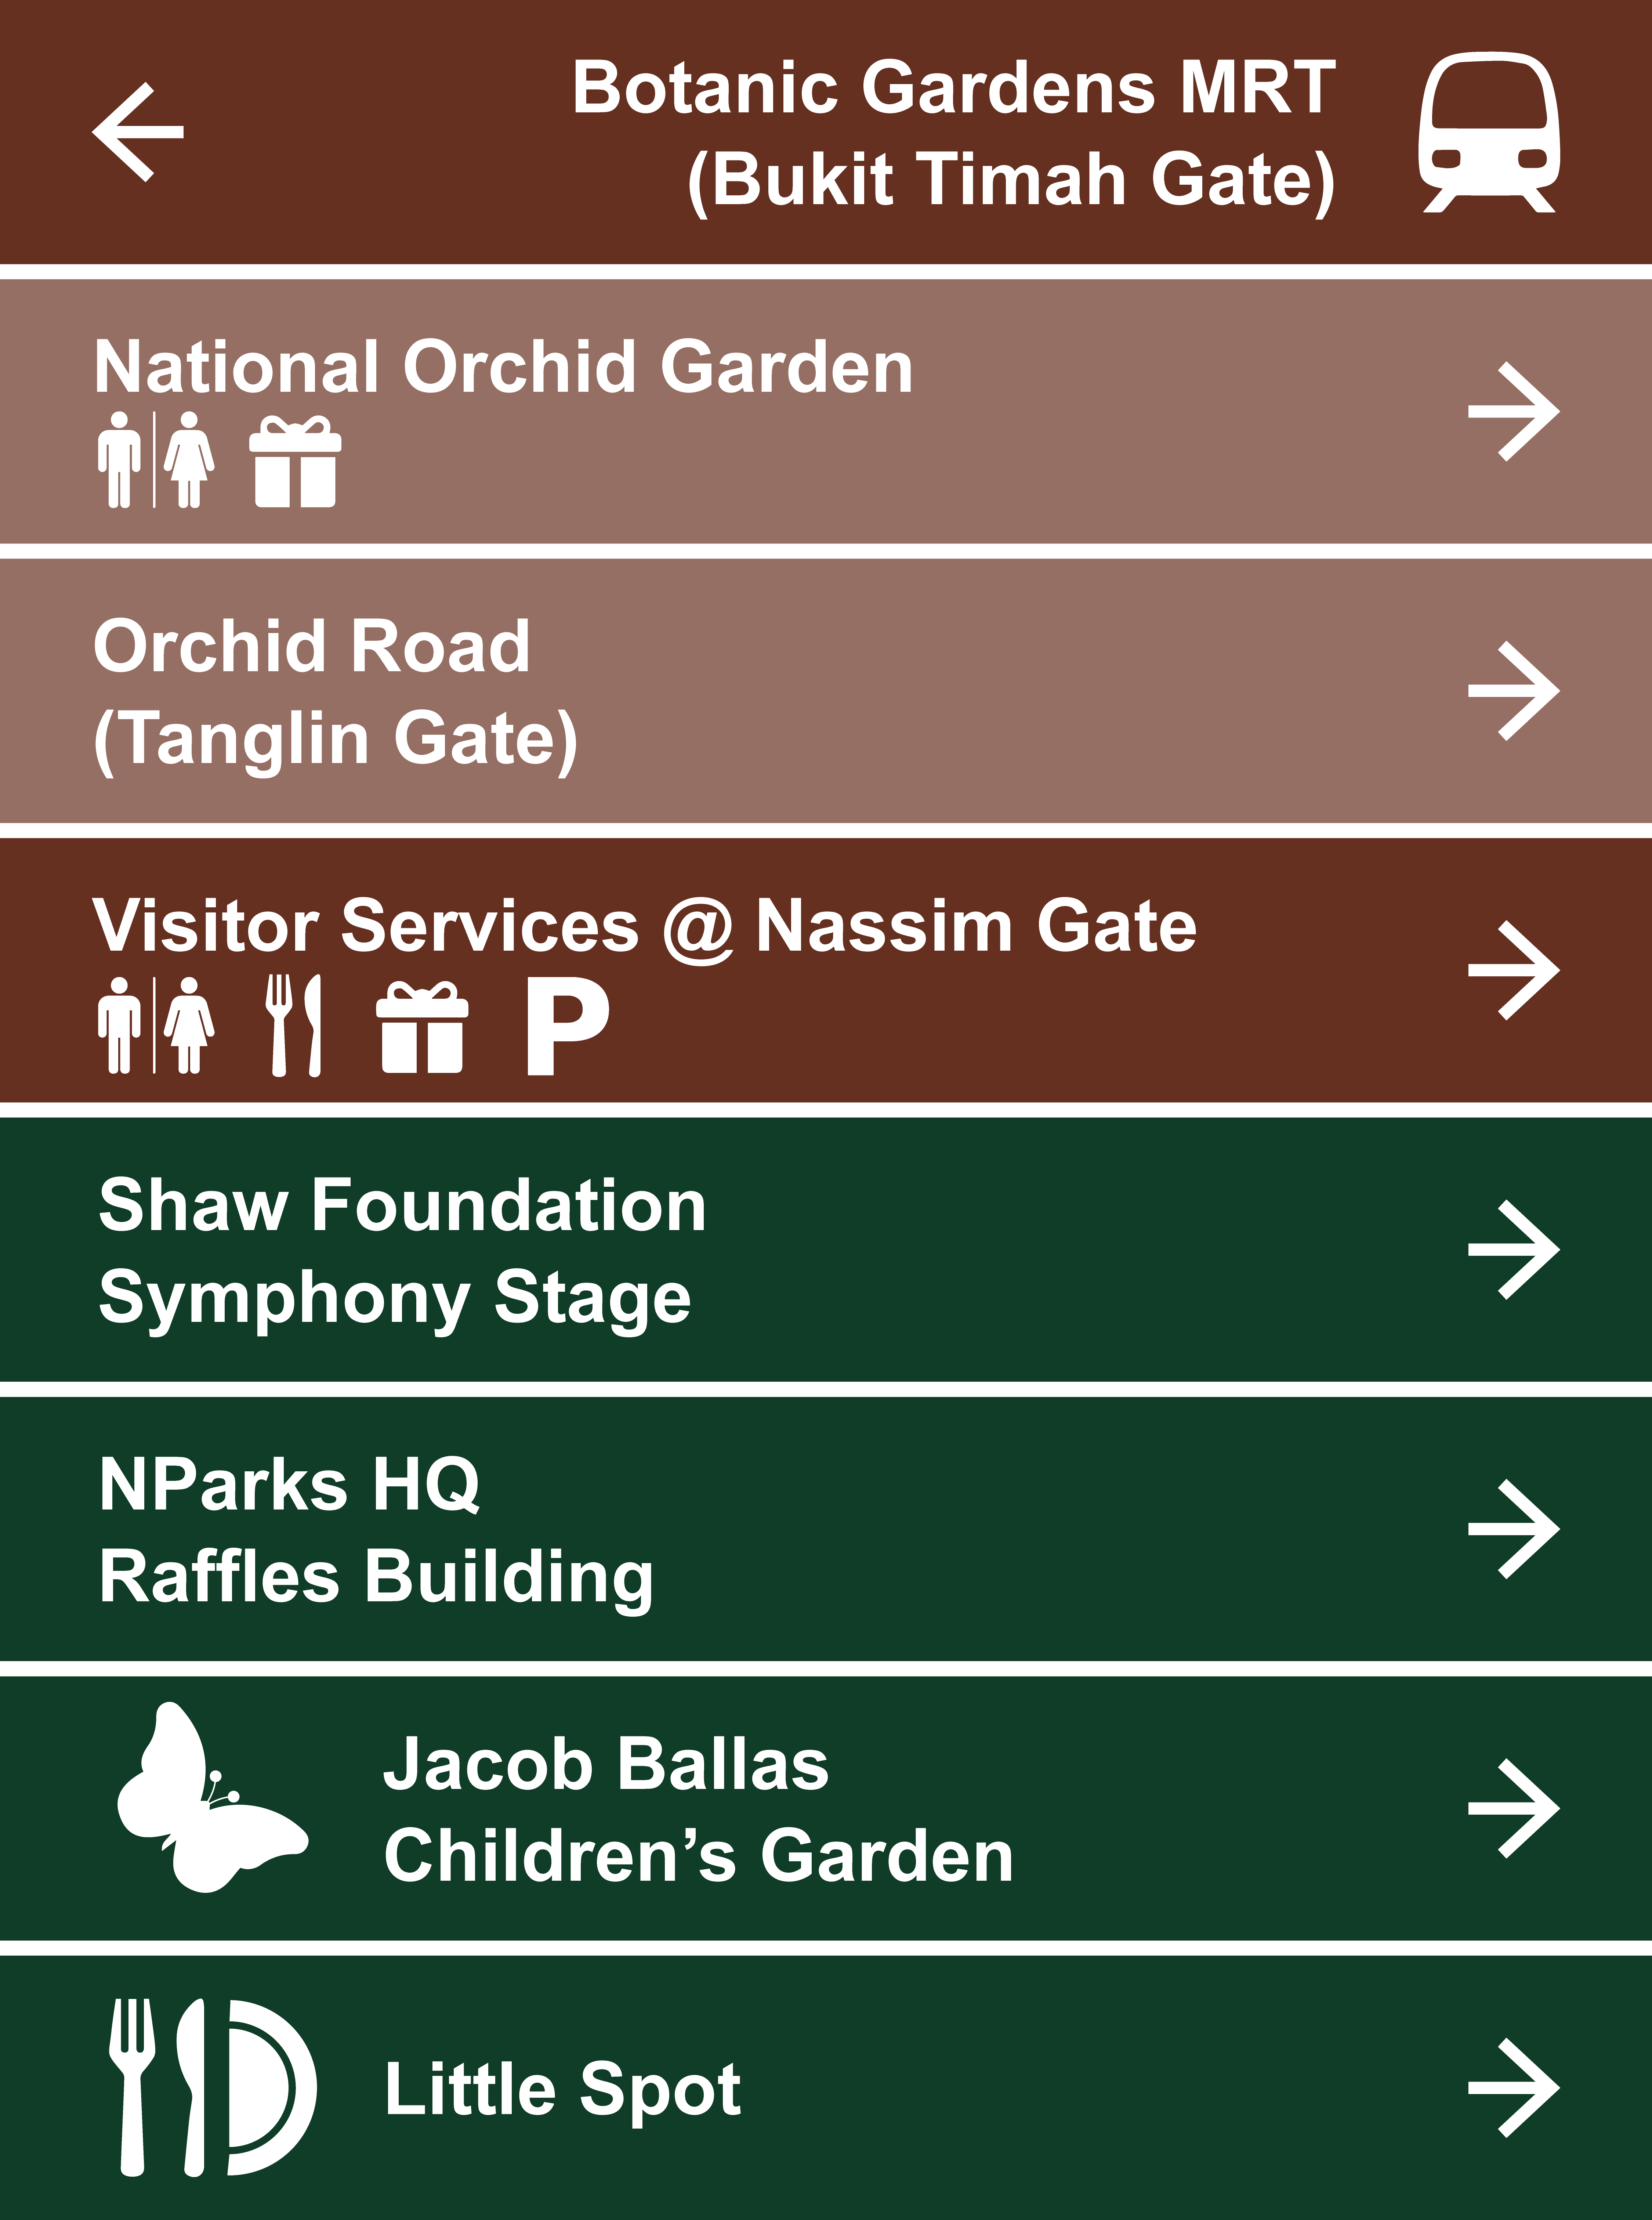 Botanic Gardens MRT
(Bukit Timah Gate)
National Orchid Garden
Orchid Road
(Tanglin Gate)
Visitor Services @ Nassim Gate
P
Shaw Foundation
Symphony Stage
NParks HQ
Raffles Building
Jacob Ballas
Children’s Garden
Little Spot